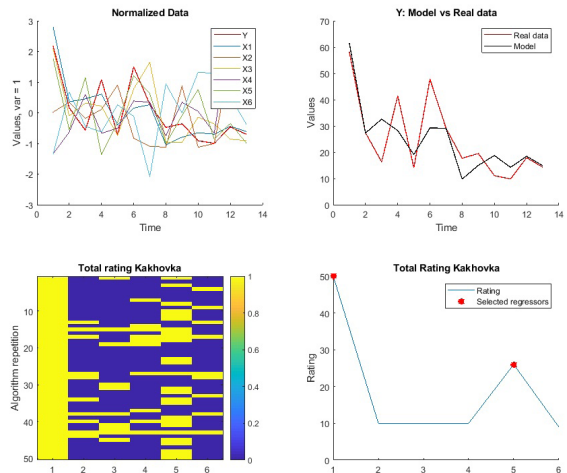 Normalized Data
Values, var = 1
3
2
1
0
-1
-2
-3
0
2
4
6
8
10
12
14
Time
Y
X1
X2
X3
X4
X5
X6
Y: Model vs Real data
Values
70
60
50
40
30
20
10
0
0
2
4
6
8
10
12
14
Time
Real data
Model
Total rating Kakhovka
Algorithm repetition
10
20
30
40
50
1
2
3
4
5
6
1
0.8
0.6
0.4
0.2
0
Total Rating Kakhovka
Rating
50
40
30
20
10
0
1
2
3
4
5
6
Rating
Selected regressors